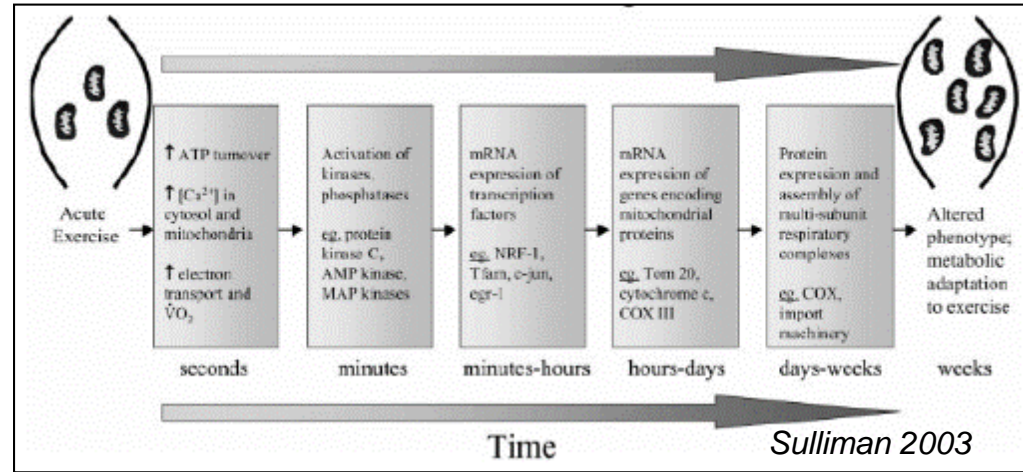 Acute
Exercise
↑ ATP turnover
↑ [Ca²⁺] in
cytosol and
mitochondria
↑ electron
transport and
V̇O₂
seconds
Activation of
kinases,
phosphatases
eg. protein
kinase C,
AMP kinase,
MAP kinases
minutes
mRNA
expression of
transcription
factors
eg. NRF-1,
Tfam, c-jun,
egr-1
minutes-hours
mRNA
expression of
genes encoding
mitochondrial
proteins
eg. Tom 20,
cytochrome c,
COX III
hours-days
Protein
expression and
assembly of
multi-subunit
respiratory
complexes
eg. COX,
import
machinery
days-weeks
Altered
phenotype;
metabolic
adaptation
to exercise
weeks
Time
Sulliman 2003